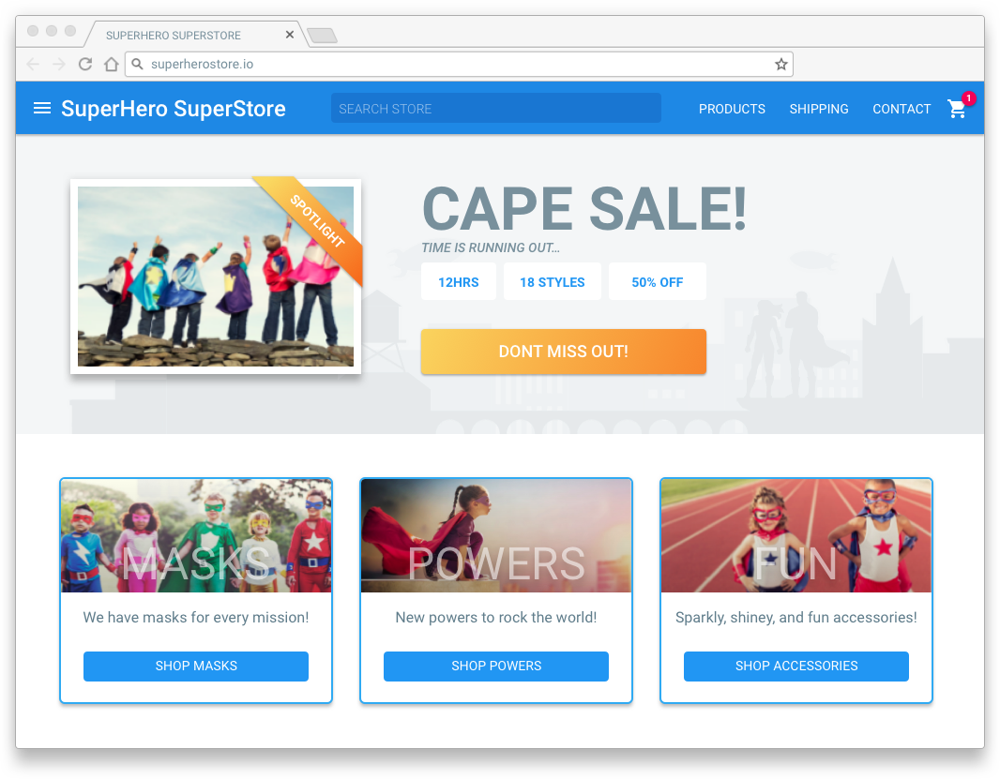 SUPERHERO SUPERSTORE
superherostore.io
SuperHero SuperStore
SEARCH STORE
PRODUCTS
SHIPPING
CONTACT
1
SPOTLIGHT
CAPE SALE!
TIME IS RUNNING OUT...
12HRS
18 STYLES
50% OFF
DONT MISS OUT!
MASKS
We have masks for every mission!
SHOP MASKS
POWERS
New powers to rock the world!
SHOP POWERS
FUN
Sparkly, shiney, and fun accessories!
SHOP ACCESSORIES